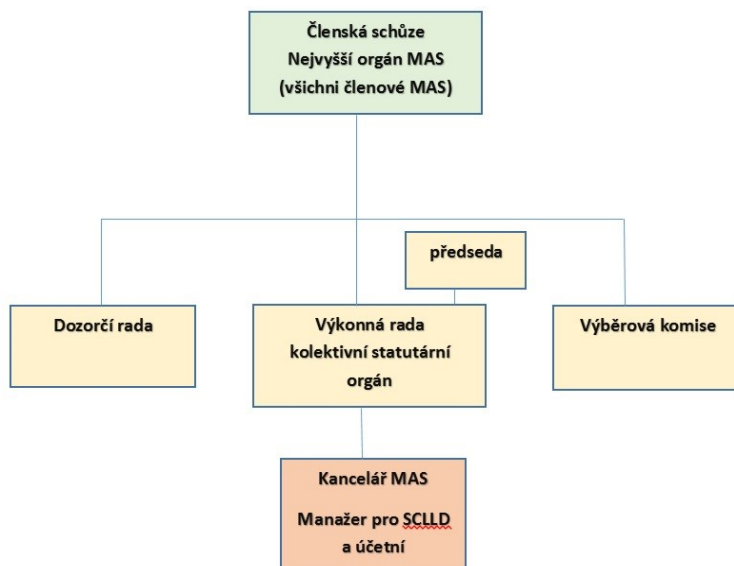 Členská schůze
Nejvyšší orgán MAS
(všichni členové MAS)
předseda
Dozorčí rada
Výkonná rada
kolektivní statutární
orgán
Výběrová komise
Kancelář MAS
Manažer pro SCLLD
a účetní